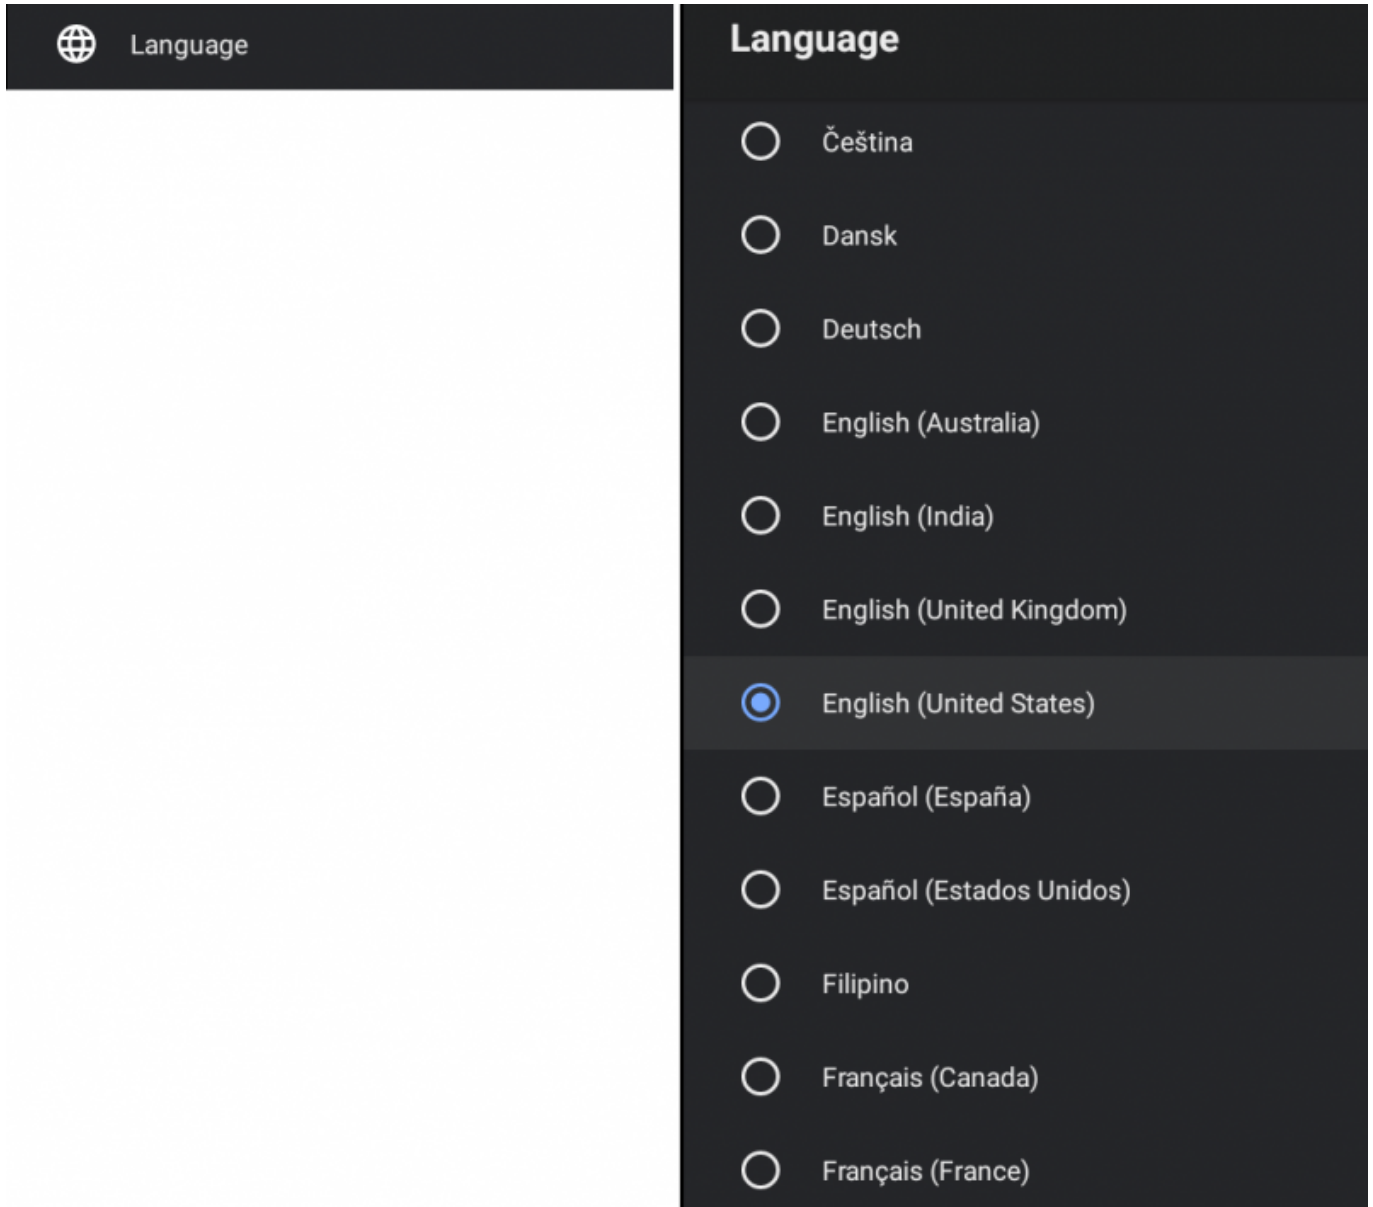 Language
Language
Čeština
Dansk
Deutsch
English (Australia)
English (India)
English (United Kingdom)
English (United States)
Español (España)
Español (Estados Unidos)
Filipino
Français (Canada)
Français (France)